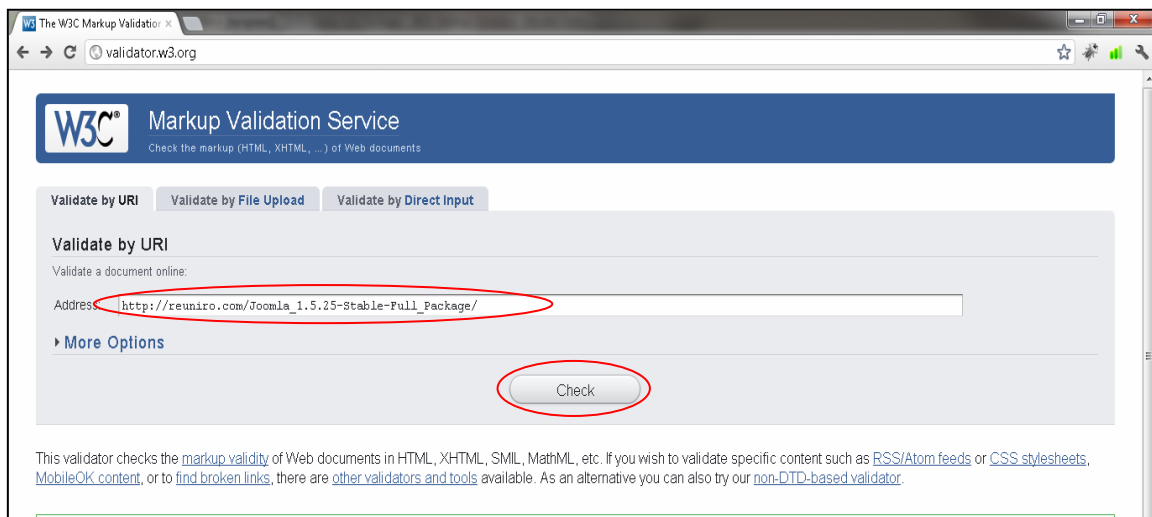 The W3C Markup Validation
validator.w3.org
W3C®
Markup Validation Service
Check the markup (HTML, XHTML, ...) of Web documents
Validate by URI Validate by File Upload Validate by Direct Input
Validate by URI
Validate a document online:
Address: http://reuniro.com/Joomla_1.5.25-Stable-Full_Package/
More Options
Check
This validator checks the markup validity of Web documents in HTML, XHTML, SMIL, MathML, etc. If you wish to validate specific content such as RSS/Atom feeds or CSS stylesheets,
MobileOK content, or to find broken links, there are other validators and tools available. As an alternative you can also try our non-DTD-based validator.